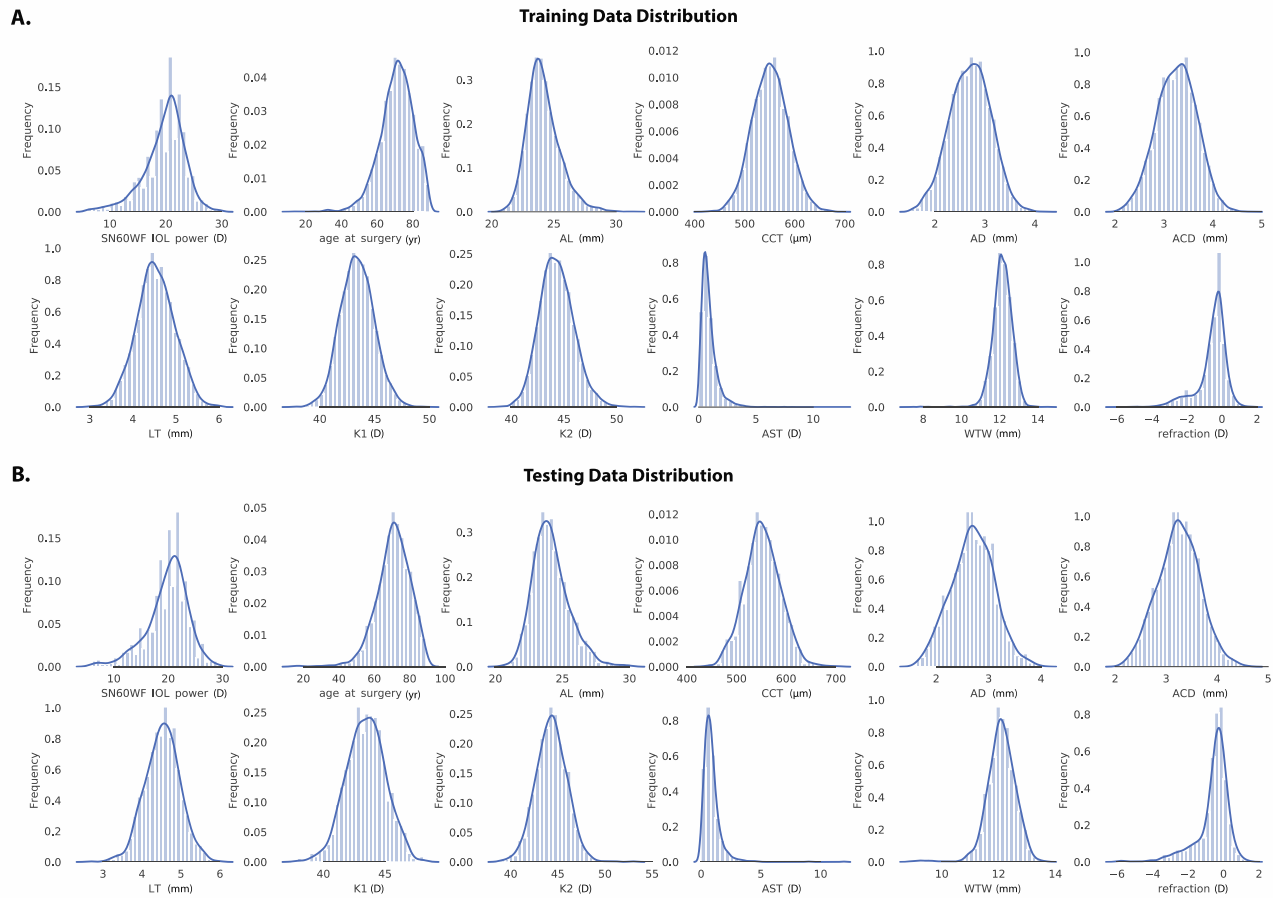 A.
Training Data Distribution
Frequency
0.15
0.10
0.05
0.00
10 20 30
SN60WF IOL power (D)
Frequency
0.04
0.03
0.02
0.01
0.00
20 40 60 80
age at surgery (yr)
Frequency
0.3
0.2
0.1
0.0
20 25 30
AL (mm)
Frequency
0.012
0.010
0.008
0.006
0.004
0.002
0.000
400 500 600 700
CCT (μm)
Frequency
1.0
0.8
0.6
0.4
0.2
0.0
2 3 4
AD (mm)
Frequency
1.0
0.8
0.6
0.4
0.2
0.0
2 3 4 5
ACD (mm)
Frequency
1.0
0.8
0.6
0.4
0.2
0.0
3 4 5 6
LT (mm)
Frequency
0.25
0.20
0.15
0.10
0.05
0.00
40 45 50
K1 (D)
Frequency
0.25
0.20
0.15
0.10
0.05
0.00
40 45 50
K2 (D)
Frequency
0.8
0.6
0.4
0.2
0.0
0 5 10
AST (D)
Frequency
0.8
0.6
0.4
0.2
0.0
8 10 12 14
WTW (mm)
Frequency
1.0
0.8
0.6
0.4
0.2
0.0
−6 −4 −2 0 2
refraction (D)
B.
Testing Data Distribution
Frequency
0.15
0.10
0.05
0.00
10 20 30
SN60WF IOL power (D)
Frequency
0.05
0.04
0.03
0.02
0.01
0.00
20 40 60 80 100
age at surgery (yr)
Frequency
0.3
0.2
0.1
0.0
20 25 30
AL (mm)
Frequency
0.012
0.010
0.008
0.006
0.004
0.002
0.000
400 500 600 700
CCT (μm)
Frequency
1.0
0.8
0.6
0.4
0.2
0.0
2 3 4
AD (mm)
Frequency
1.0
0.8
0.6
0.4
0.2
0.0
2 3 4 5
ACD (mm)
Frequency
1.0
0.8
0.6
0.4
0.2
0.0
3 4 5 6
LT (mm)
Frequency
0.25
0.20
0.15
0.10
0.05
0.00
40 45
K1 (D)
Frequency
0.25
0.20
0.15
0.10
0.05
0.00
40 45 50 55
K2 (D)
Frequency
0.8
0.6
0.4
0.2
0.0
0 5 10
AST (D)
Frequency
1.0
0.8
0.6
0.4
0.2
0.0
10 12 14
WTW (mm)
Frequency
0.8
0.6
0.4
0.2
0.0
−6 −4 −2 0 2
refraction (D)